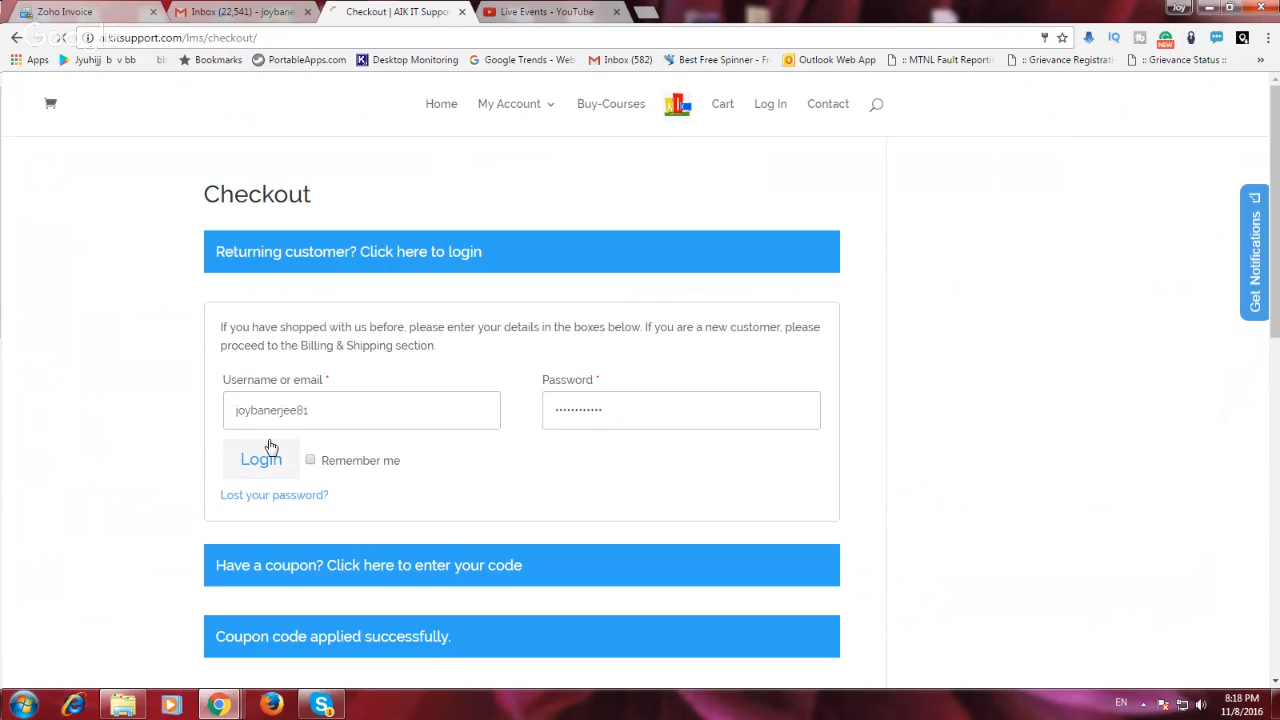 Zoho Invoice
Inbox (22,541) - joybane
Checkout | AIK IT Suppo
Live Events - YouTube
Joy
ksupport.com/lms/checkout/
Apps
Jyuhijj b v bb
bb
Bookmarks
PortableApps.com
Desktop Monitoring
Google Trends - Web
Inbox (582)
Best Free Spinner - Fr
Outlook Web App
:: MTNL Fault Reporti
:: Grievance Registrati
:: Grievance Status ::
NEW
Home
My Account
Buy-Courses
Cart
Log In
Contact
Get Notifications
Checkout
Returning customer? Click here to login
If you have shopped with us before, please enter your details in the boxes below. If you are a new customer, please
proceed to the Billing & Shipping section.
Username or email *
Password *
joybanerjee81
••••••••••••
Login
Remember me
Lost your password?
Have a coupon? Click here to enter your code
Coupon code applied successfully.
EN
8:18 PM
11/8/2016